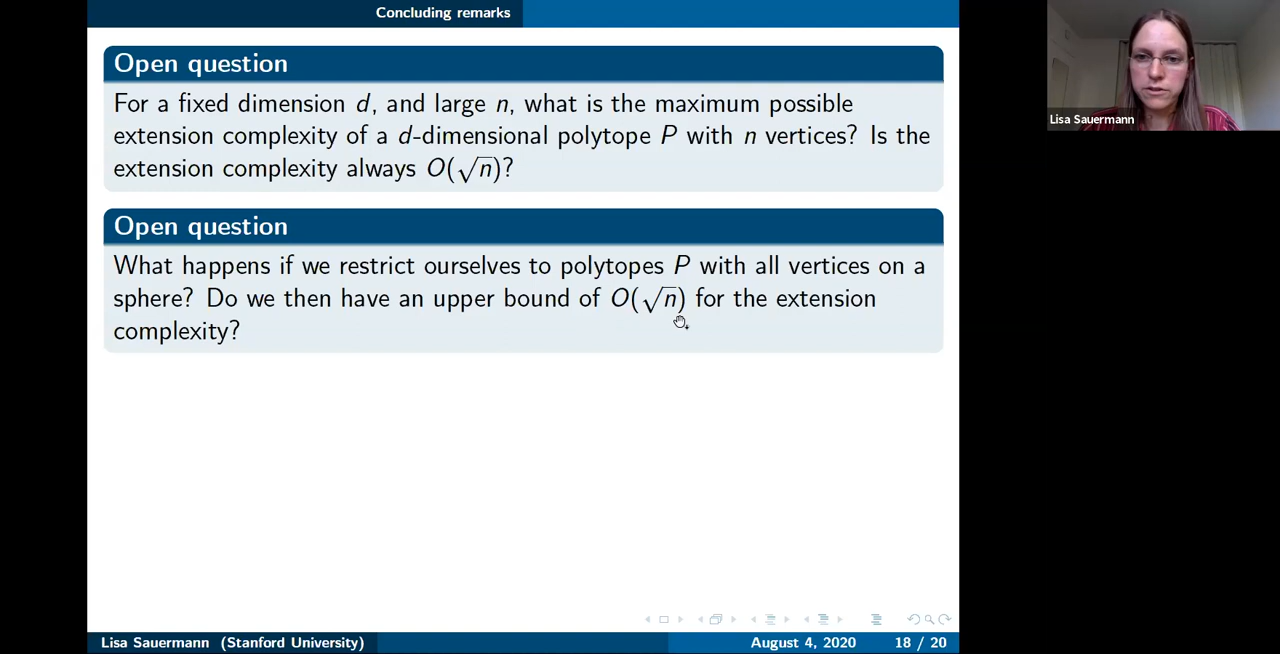 Concluding remarks
Open question
For a fixed dimension d, and large n, what is the maximum possible
extension complexity of a d-dimensional polytope P with n vertices? Is the
extension complexity always O(√n)?
Open question
What happens if we restrict ourselves to polytopes P with all vertices on a
sphere? Do we then have an upper bound of O(√n) for the extension
complexity?
Lisa Sauermann (Stanford University)
August 4, 2020
18 / 20
Lisa Sauermann